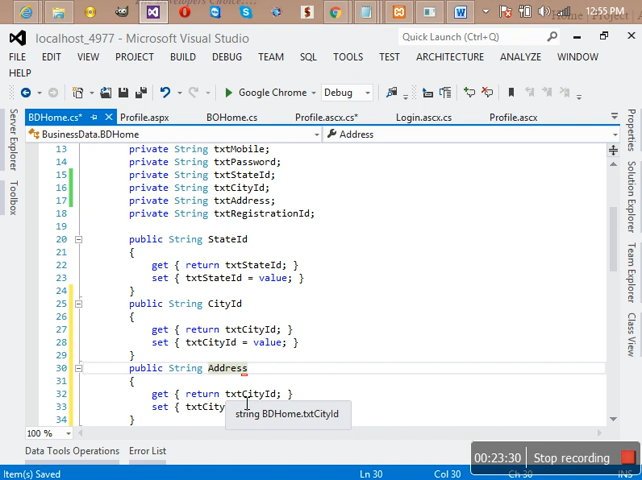 12:55 PM
localhost_4977 - Microsoft Visual Studio
Quick Launch (Ctrl+Q)
FILE EDIT VIEW PROJECT BUILD DEBUG TEAM SQL TOOLS TEST ARCHITECTURE ANALYZE WINDOW
HELP
Google Chrome Debug
BDHome.cs* Profile.aspx BOHome.cs Profile.ascx.cs* Login.ascx.cs Profile.ascx
BusinessData.BDHome Address
Server Explorer
Toolbox
13 private String txtMobile;
14 private String txtPassword;
15 private String txtStateId;
16 private String txtCityId;
17 private String txtAddress;
18 private String txtRegistrationId;
19
20 public String StateId
21 {
22 get { return txtStateId; }
23 set { txtStateId = value; }
24 }
25 public String CityId
26 {
27 get { return txtCityId; }
28 set { txtCityId = value; }
29 }
30 public String Address
31 {
32 get { return txtCityId; }
33 set { txtCity
34 }
string BDHome.txtCityId
Properties
Solution Explorer
Team Explorer
Class View
100 %
Data Tools Operations Error List
Item(s) Saved Ln 30 Col 30 Ch 30 INS
00:23:30 Stop recording